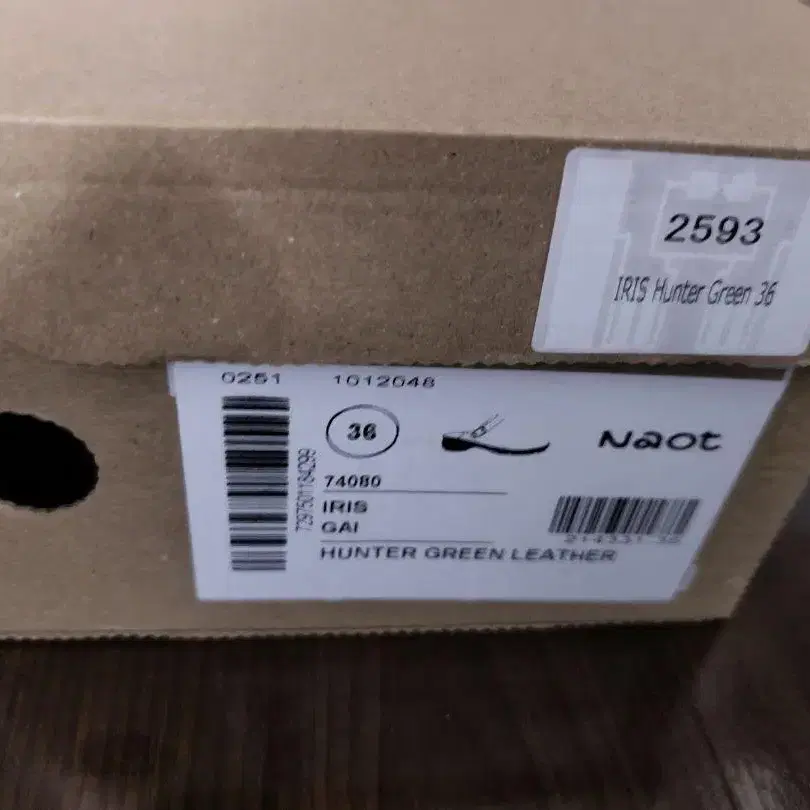 2593
IRIS Hunter Green 36
0251 1012048
36
Naot
74080
IRIS
GAI
HUNTER GREEN LEATHER